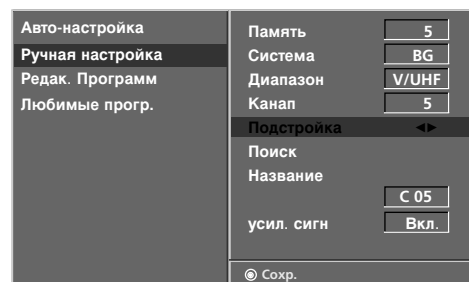 Авто-настройка
Ручная настройка
Редак. Программ
Любимые прогр.
Память 5
Система BG
Диапазон V/UHF
Канап 5
Подстройка ◄►
Поиск
Название
C 05
усил. сигн Вкл.
Сохр.